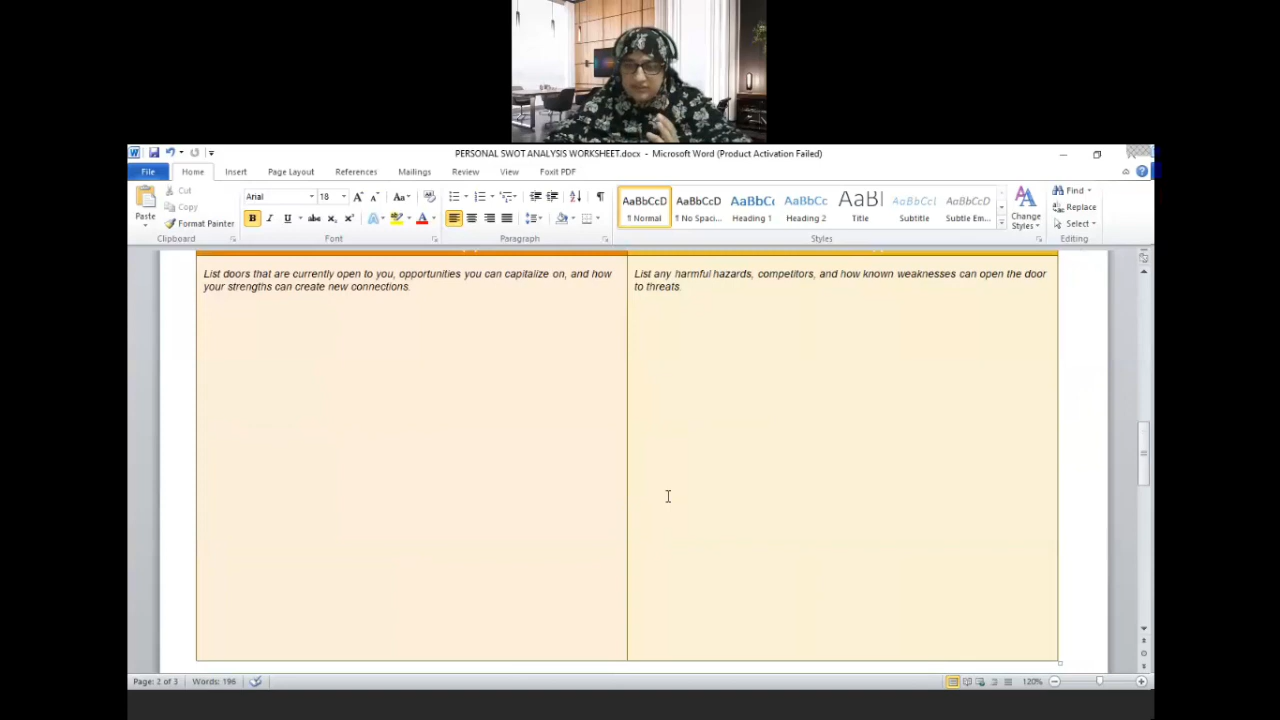 PERSONAL SWOT ANALYSIS WORKSHEET.docx - Microsoft Word (Product Activation Failed)
File Home Insert Page Layout References Mailings Review View Foxit PDF
Paste
Cut
Copy
Format Painter
Clipboard
Arial 18
Font
Paragraph
AaBbCcD AaBbCcD AaBbCc AaBbCc AaBl AaBbCcl AaBbCcD
¶ Normal ¶ No Spaci... Heading 1 Heading 2 Title Subtitle Subtle Em...
Styles
Change Styles
Find
Replace
Select
Editing
List doors that are currently open to you, opportunities you can capitalize on, and how
your strengths can create new connections.
List any harmful hazards, competitors, and how known weaknesses can open the door
to threats.
Page: 2 of 3 Words: 196 120%